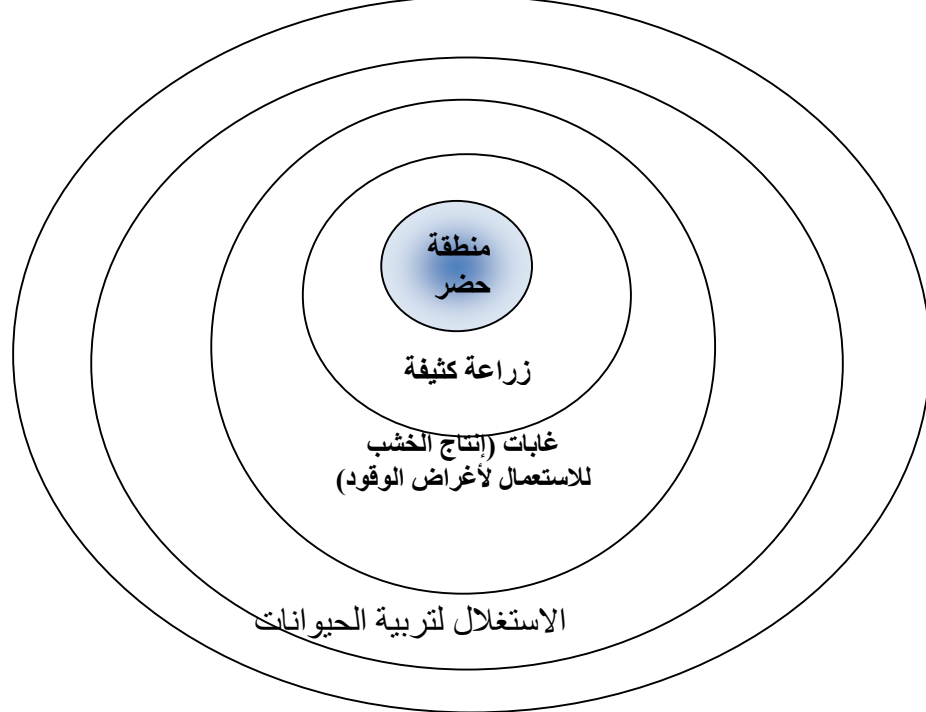 منطقة
حضر
زراعة كثيفة
غابات (إنتاج الخشب
للاستعمال لأغراض الوقود)
الاستغلال لتربية الحيوانات